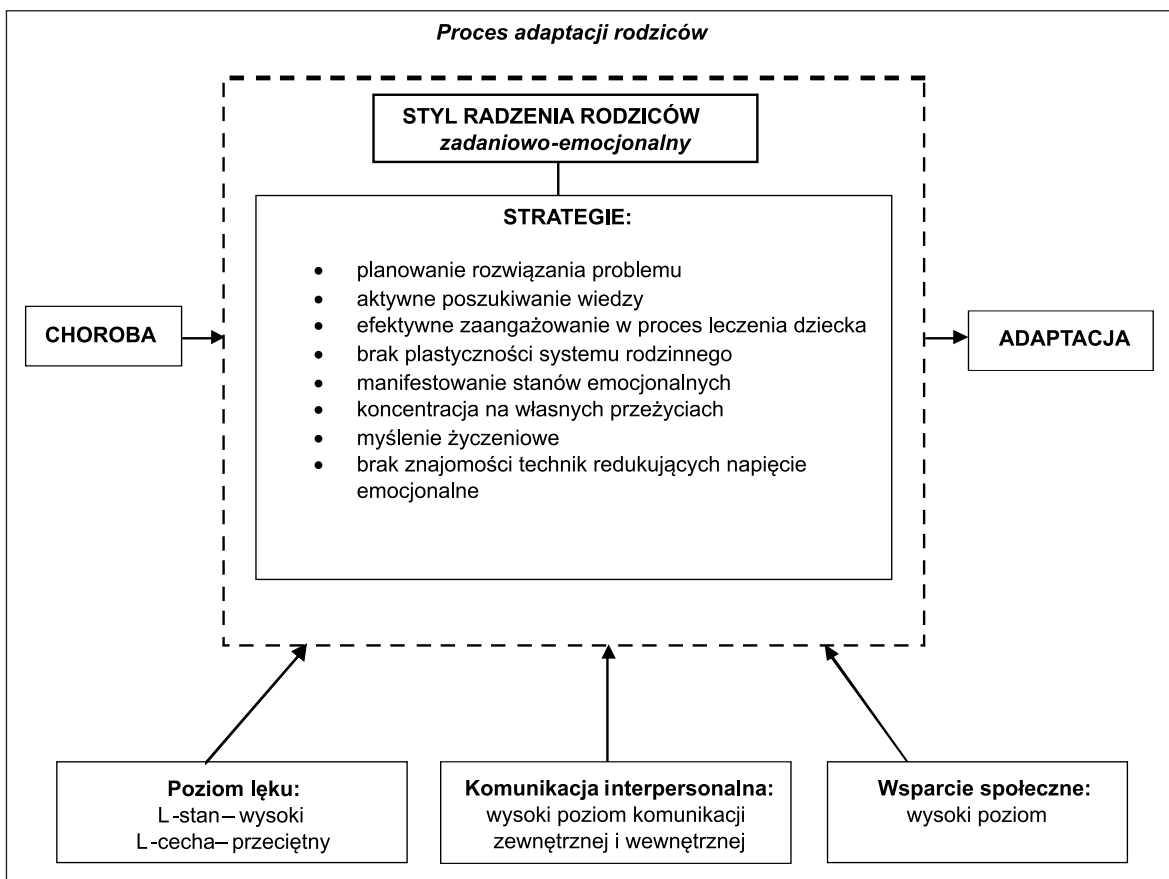 Proces adaptacji rodziców
STYL RADZENIA RODZICÓW
zadaniowo-emocjonalny
STRATEGIE:
• planowanie rozwiązania problemu
• aktywne poszukiwanie wiedzy
• efektywne zaangażowanie w proces leczenia dziecka
• brak plastyczności systemu rodzinnego
• manifestowanie stanów emocjonalnych
• koncentracja na własnych przeżyciach
• myślenie życzeniowe
• brak znajomości technik redukujących napięcie
emocjonalne
CHOROBA
ADAPTACJA
Poziom lęku:
L-stan– wysoki
L-cecha– przeciętny
Komunikacja interpersonalna:
wysoki poziom komunikacji
zewnętrznej i wewnętrznej
Wsparcie społeczne:
wysoki poziom